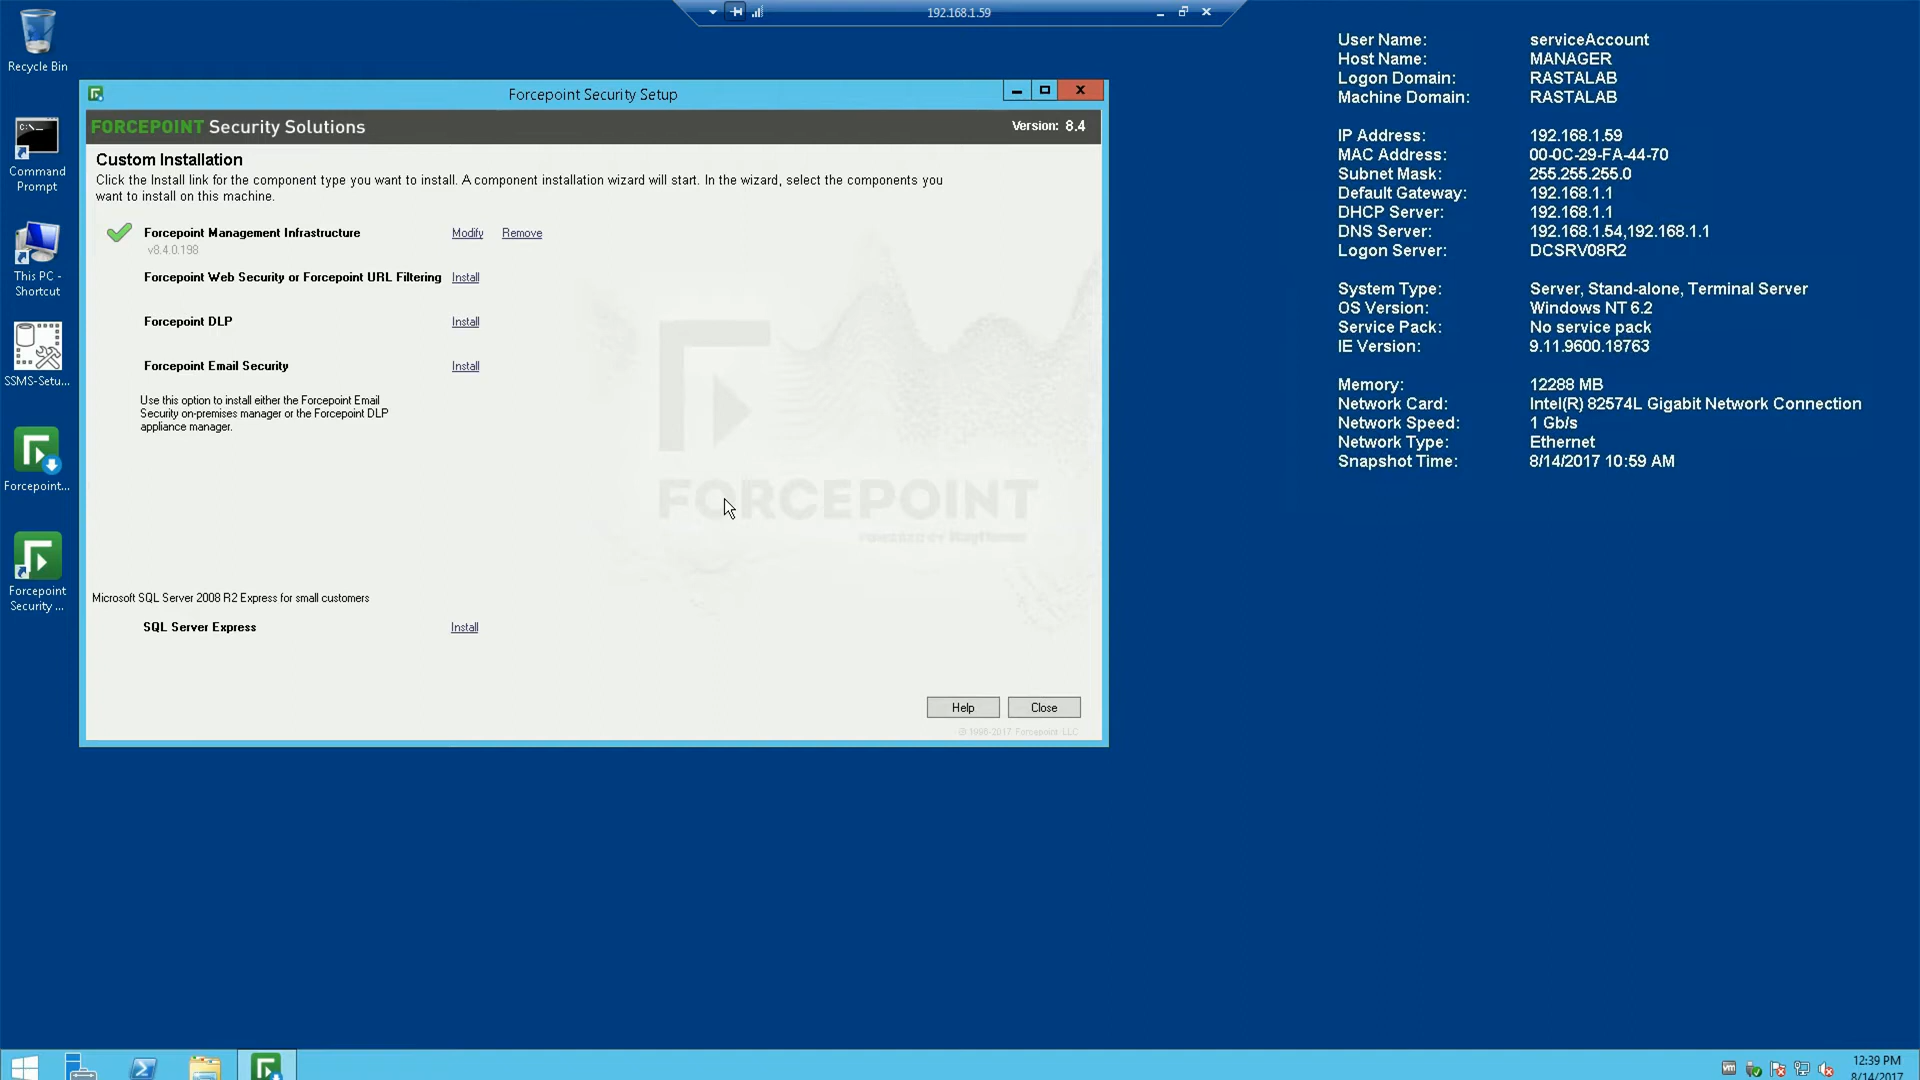 192.168.1.59
Recycle Bin
Command
Prompt
This PC -
Shortcut
SSMS-Setu...
Forcepoint...
Forcepoint
Security ...
Forcepoint Security Setup
FORCEPOINT Security Solutions
Version: 8.4
Custom Installation
Click the Install link for the component type you want to install. A component installation wizard will start. In the wizard, select the components you
want to install on this machine.
Forcepoint Management Infrastructure Modify Remove
v8.4.0.198
Forcepoint Web Security or Forcepoint URL Filtering Install
Forcepoint DLP Install
Forcepoint Email Security Install
Use this option to install either the Forcepoint Email
Security on-premises manager or the Forcepoint DLP
appliance manager.
FORCEPOINT
POWERED BY Raytheon
Microsoft SQL Server 2008 R2 Express for small customers
SQL Server Express Install
Help Close
© 1996-2017, Forcepoint LLC
User Name: serviceAccount
Host Name: MANAGER
Logon Domain: RASTALAB
Machine Domain: RASTALAB
IP Address: 192.168.1.59
MAC Address: 00-0C-29-FA-44-70
Subnet Mask: 255.255.255.0
Default Gateway: 192.168.1.1
DHCP Server: 192.168.1.1
DNS Server: 192.168.1.54,192.168.1.1
Logon Server: DCSRV08R2
System Type: Server, Stand-alone, Terminal Server
OS Version: Windows NT 6.2
Service Pack: No service pack
IE Version: 9.11.9600.18763
Memory: 12288 MB
Network Card: Intel(R) 82574L Gigabit Network Connection
Network Speed: 1 Gb/s
Network Type: Ethernet
Snapshot Time: 8/14/2017 10:59 AM
12:39 PM
8/14/2017